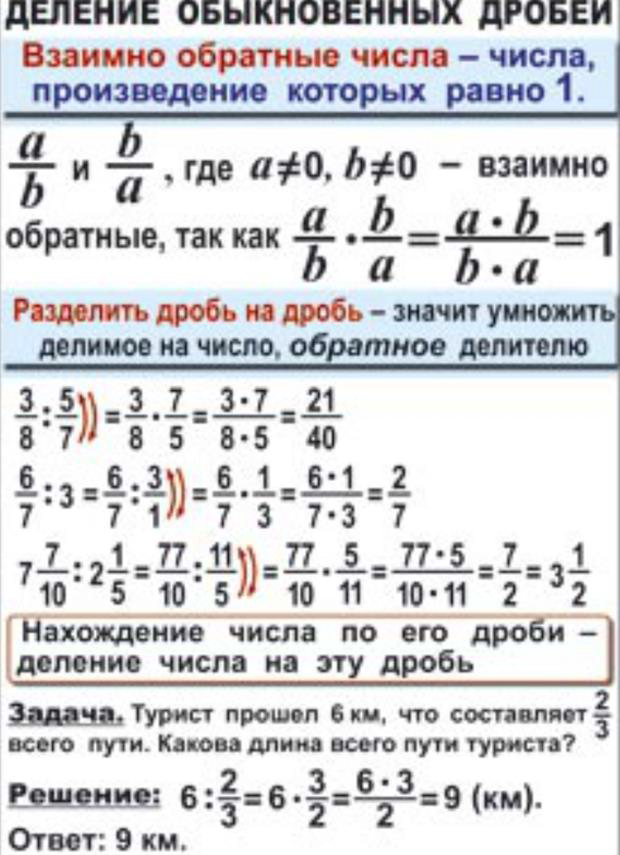 ДЕЛЕНИЕ ОБЫКНОВЕННЫХ ДРОБЕЙ
Взаимно обратные числа – числа,
произведение которых равно 1.
a/b и b/a, где a≠0, b≠0 – взаимно
обратные, так как a/b · b/a = (a · b)/(b · a) = 1
Разделить дробь на дробь – значит умножить
делимое на число, обратное делителю
3/8 : 5/7 = 3/8 · 7/5 = (3 · 7)/(8 · 5) = 21/40
6/7 : 3 = 6/7 : 3/1 = 6/7 · 1/3 = (6 · 1)/(7 · 3) = 2/7
7 7/10 : 2 1/5 = 77/10 : 11/5 = 77/10 · 5/11 = (77 · 5)/(10 · 11) = 7/2 = 3 1/2
Нахождение числа по его дроби –
деление числа на эту дробь
Задача. Турист прошел 6 км, что составляет 2/3
всего пути. Какова длина всего пути туриста?
Решение: 6 : 2/3 = 6 · 3/2 = (6 · 3)/2 = 9 (км).
Ответ: 9 км.